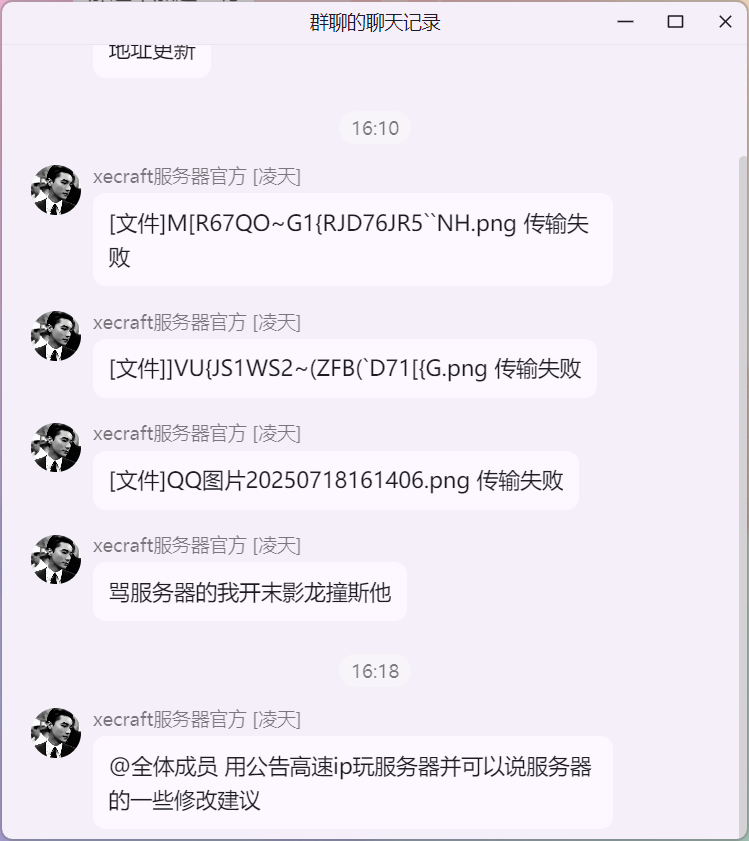 群聊的聊天记录
地址更新
16:10
xecraft服务器官方 [凌天]
[文件]M[R67QO~G1{RJD76JR5``NH.png 传输失
败
xecraft服务器官方 [凌天]
[文件]]VU{JS1WS2~(ZFB(`D71[{G.png 传输失败
xecraft服务器官方 [凌天]
[文件]QQ图片20250718161406.png 传输失败
xecraft服务器官方 [凌天]
骂服务器的我开末影龙撞斯他
16:18
xecraft服务器官方 [凌天]
@全体成员 用公告高速ip玩服务器并可以说服务器
的一些修改建议